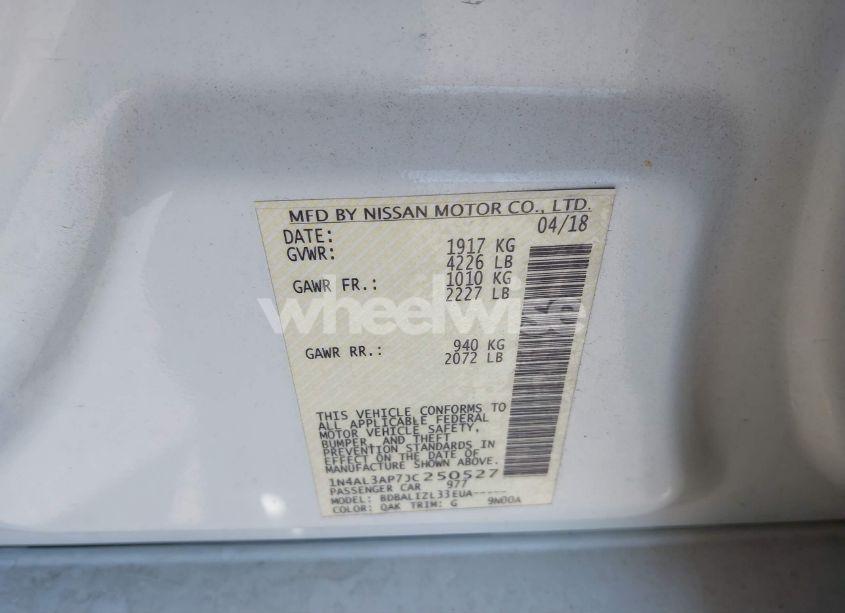 MFD BY NISSAN MOTOR CO., LTD.
DATE: 04/18
GVWR: 1917 KG
4226 LB
GAWR FR.: 1010 KG
2227 LB
wheelwise
GAWR RR.: 940 KG
2072 LB
THIS VEHICLE CONFORMS TO
ALL APPLICABLE FEDERAL
MOTOR VEHICLE SAFETY,
BUMPER, AND THEFT
PREVENTION STANDARDS IN
EFFECT ON THE DATE OF
MANUFACTURE SHOWN ABOVE.
1N4AL3AP7JC250527
PASSENGER CAR 977
MODEL: BDBALIZL33EUA-----
COLOR: QAK TRIM: G 9N00A